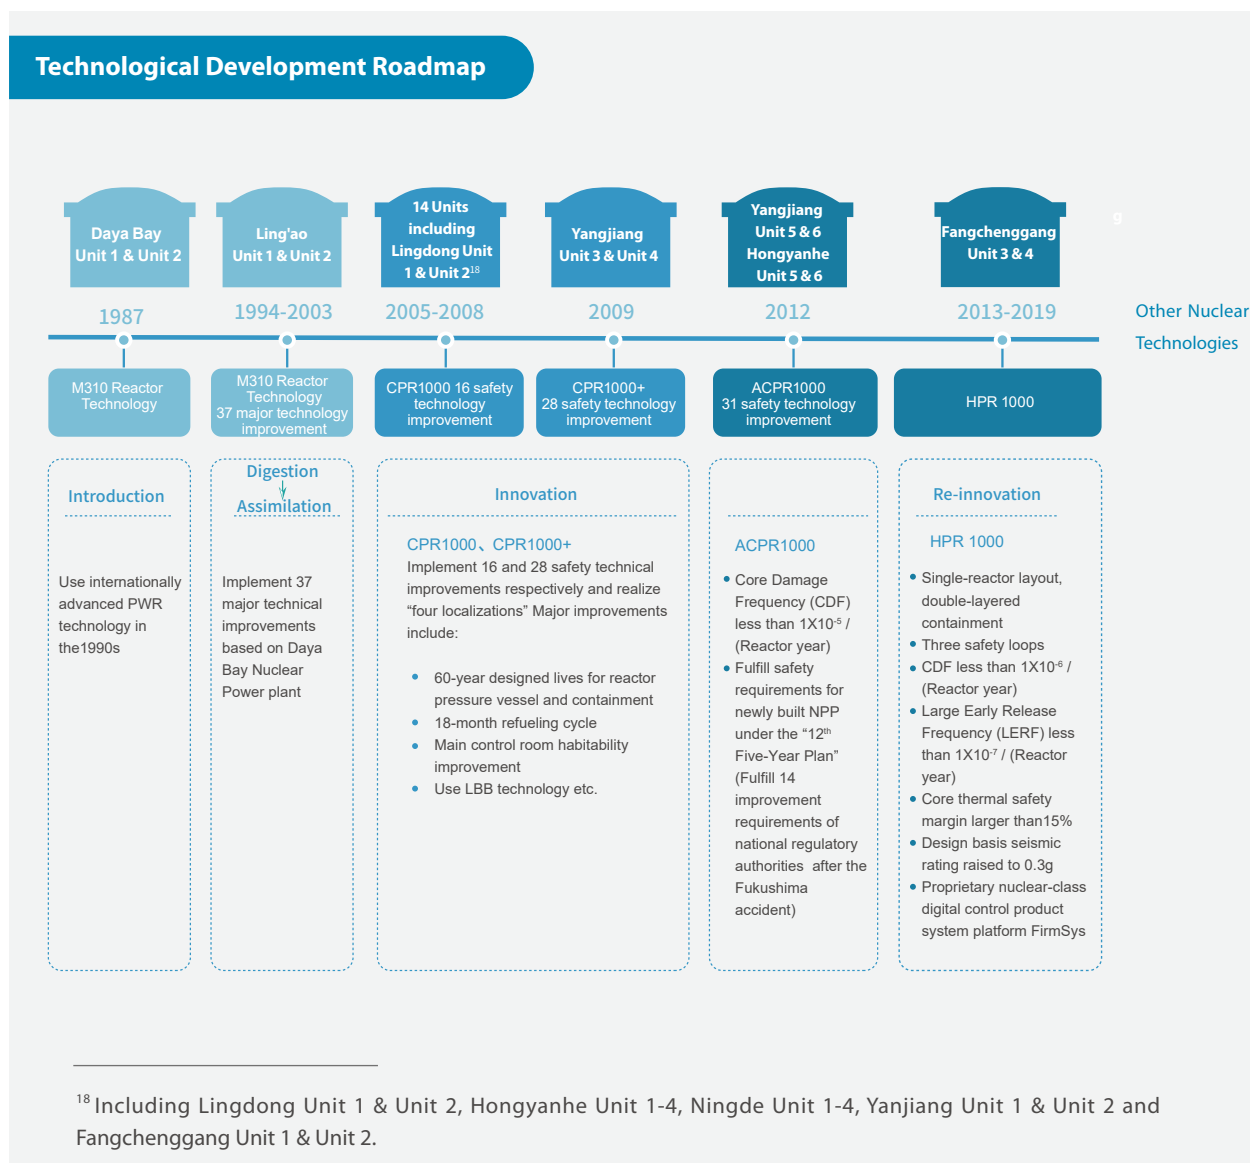 Technological Development Roadmap
Daya Bay
Unit 1 & Unit 2
Ling'ao
Unit 1 & Unit 2
14 Units
including
Lingdong Unit
1 & Unit 2¹⁸
Yangjiang
Unit 3 & Unit 4
Yangjiang
Unit 5 & 6
Hongyanhe
Unit 5 & 6
Fangchenggang
Unit 3 & 4
g
1987
1994-2003
2005-2008
2009
2012
2013-2019
Other Nuclear
Technologies
M310 Reactor
Technology
M310 Reactor
Technology
37 major technology
improvement
CPR1000 16 safety
technology
improvement
CPR1000+
28 safety technology
improvement
ACPR1000
31 safety technology
improvement
HPR 1000
Introduction
Use internationally
advanced PWR
technology in
the1990s
Digestion
Assimilation
Implement 37
major technical
improvements
based on Daya
Bay Nuclear
Power plant
Innovation
CPR1000、CPR1000+
Implement 16 and 28 safety technical
improvements respectively and realize
“four localizations” Major improvements
include:
• 60-year designed lives for reactor
pressure vessel and containment
• 18-month refueling cycle
• Main control room habitability
improvement
• Use LBB technology etc.
ACPR1000
• Core Damage
Frequency (CDF)
less than 1X10⁻⁵ /
(Reactor year)
• Fulfill safety
requirements for
newly built NPP
under the “12ᵗʰ
Five-Year Plan”
(Fulfill 14
improvement
requirements of
national regulatory
authorities after the
Fukushima
accident)
Re-innovation
HPR 1000
• Single-reactor layout,
double-layered
containment
• Three safety loops
• CDF less than 1X10⁻⁶ /
(Reactor year)
• Large Early Release
Frequency (LERF) less
than 1X10⁻⁷ / (Reactor
year)
• Core thermal safety
margin larger than15%
• Design basis seismic
rating raised to 0.3g
• Proprietary nuclear-class
digital control product
system platform FirmSys
¹⁸ Including Lingdong Unit 1 & Unit 2, Hongyanhe Unit 1-4, Ningde Unit 1-4, Yanjiang Unit 1 & Unit 2 and
Fangchenggang Unit 1 & Unit 2.